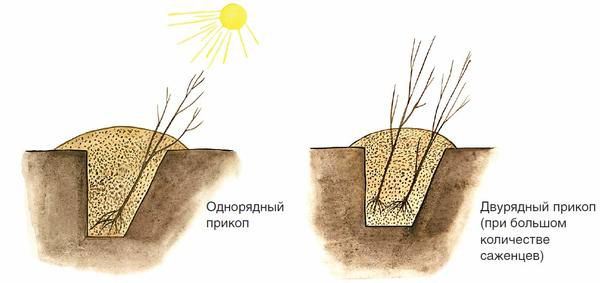 Однорядный
прикоп
Двурядный прикоп
(при большом
количестве
саженцев)